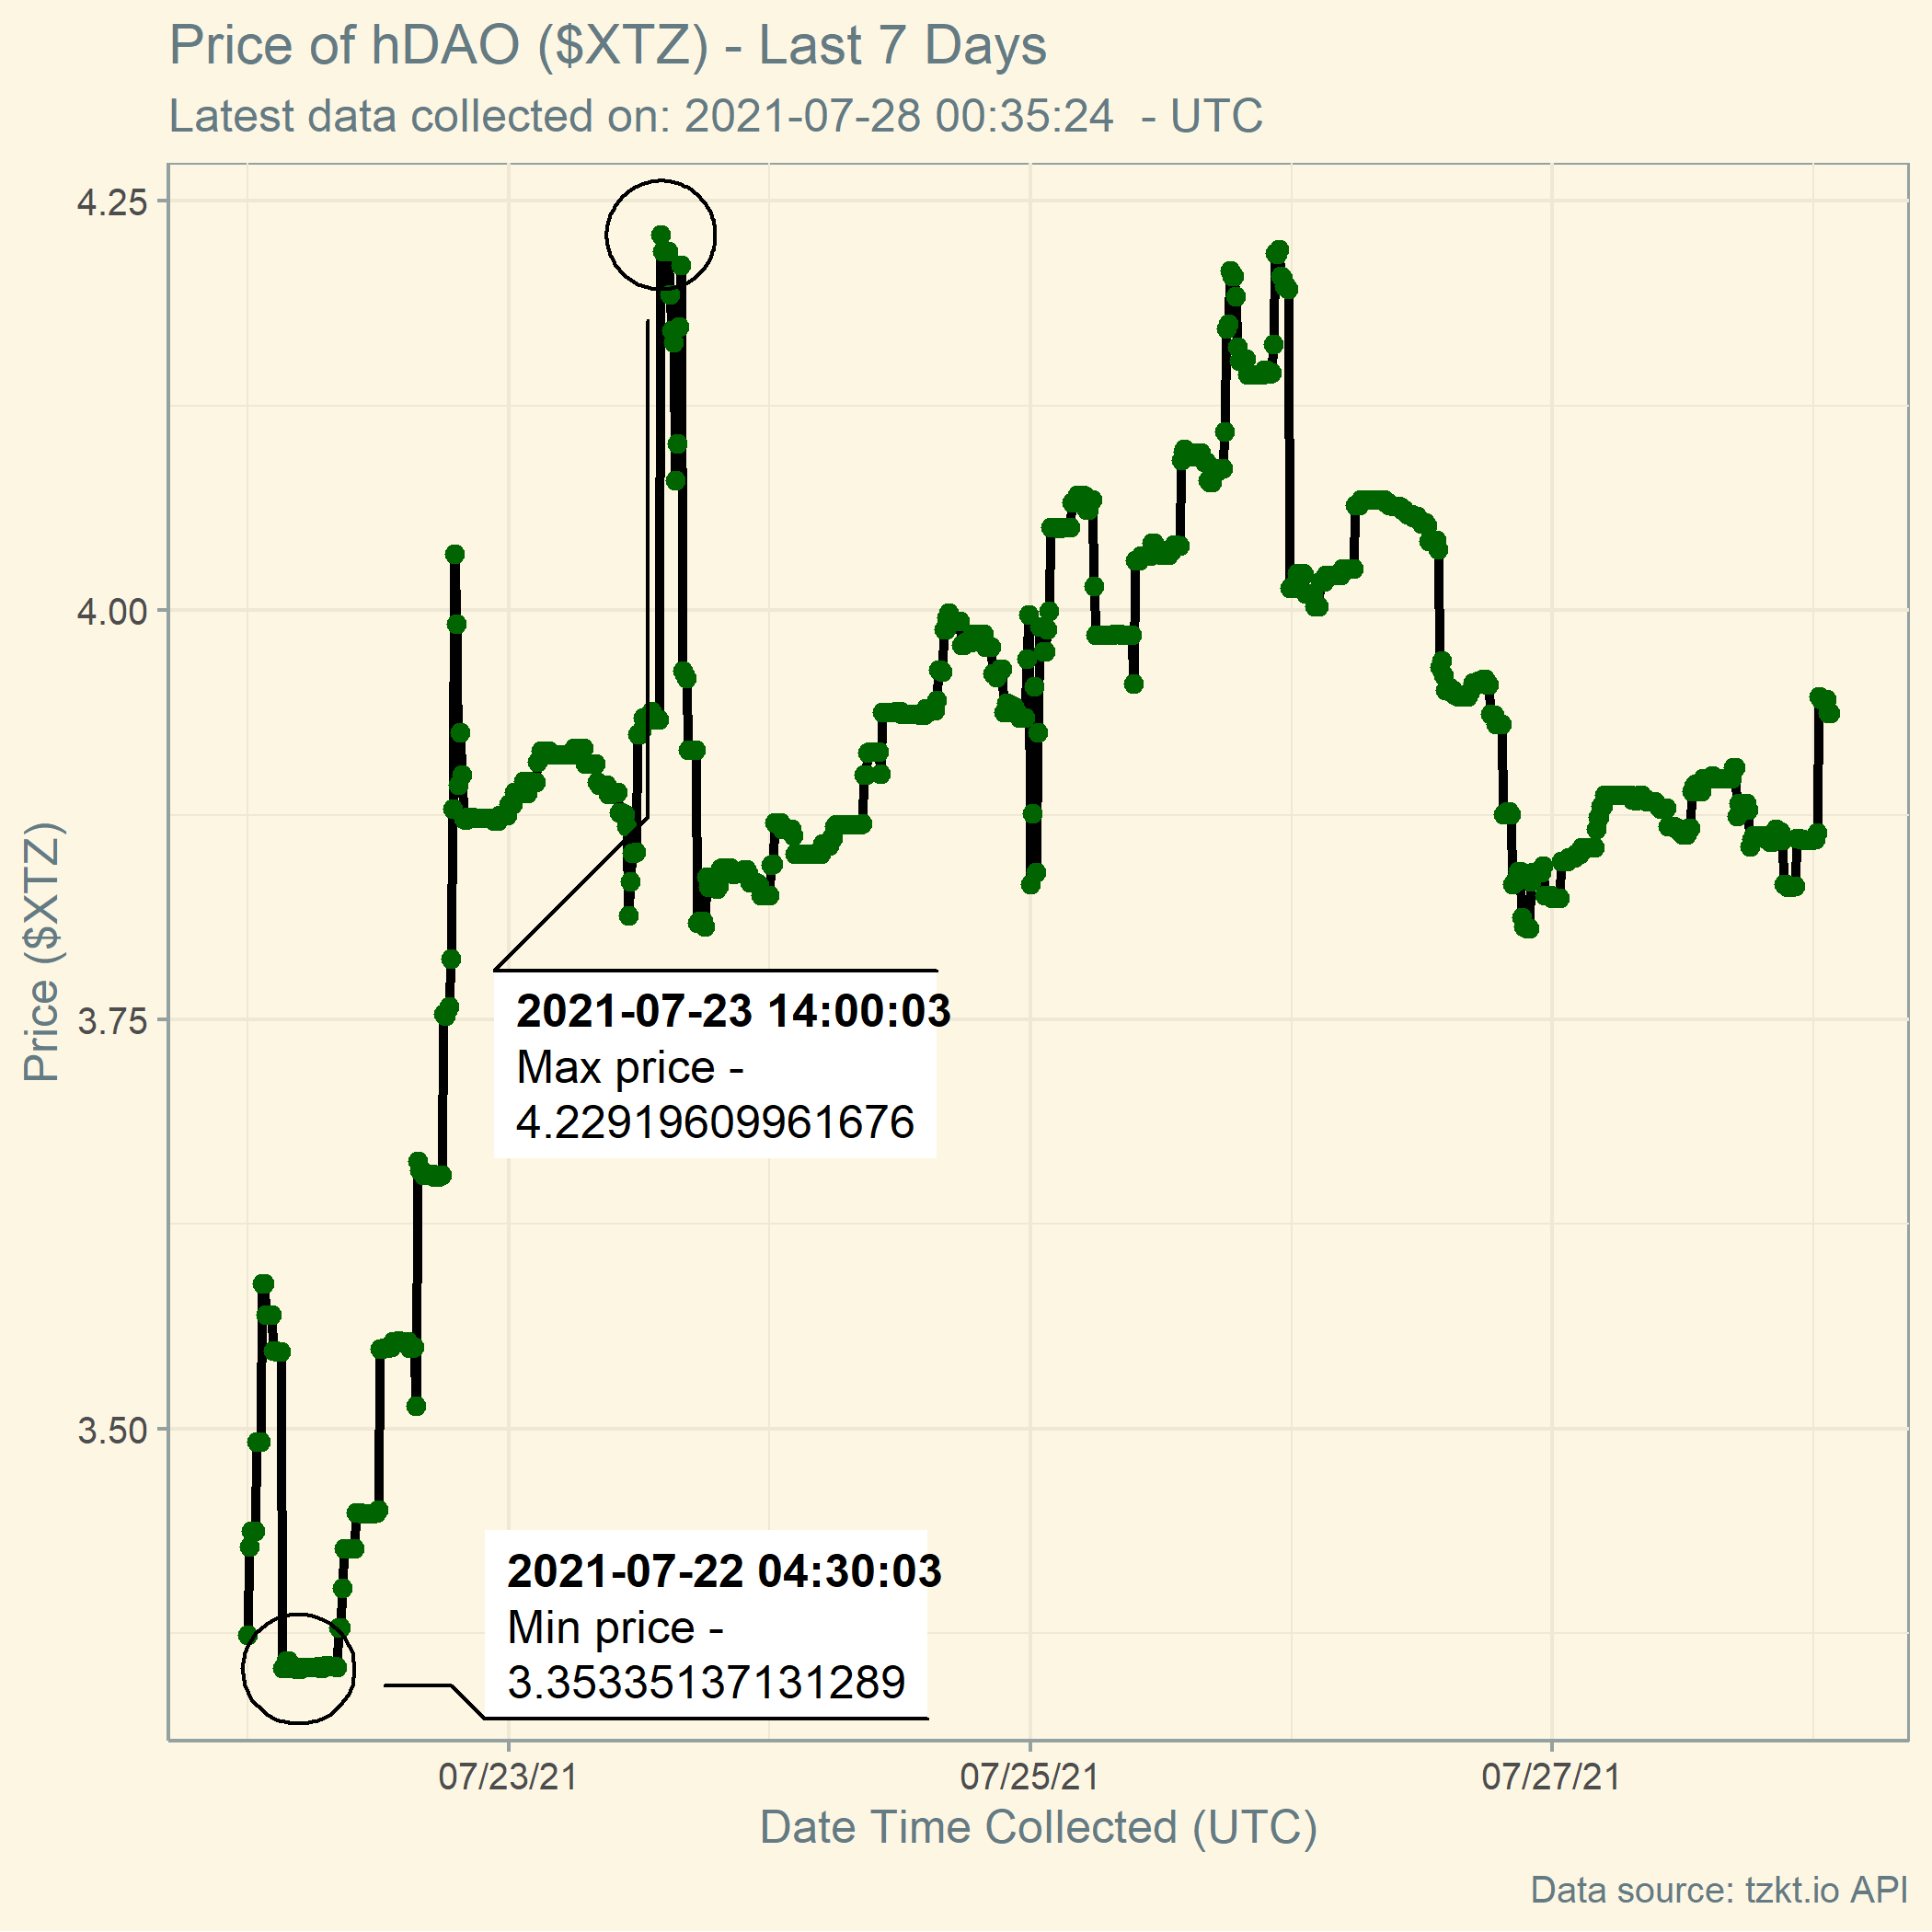 Price of hDAO ($XTZ) - Last 7 Days
Latest data collected on: 2021-07-28 00:35:24  - UTC
4.25
4.00
3.75
3.50
Price ($XTZ)
2021-07-23 14:00:03
Max price -
4.22919609961676
2021-07-22 04:30:03
Min price -
3.35335137131289
07/23/21
07/25/21
07/27/21
Date Time Collected (UTC)
Data source: tzkt.io API